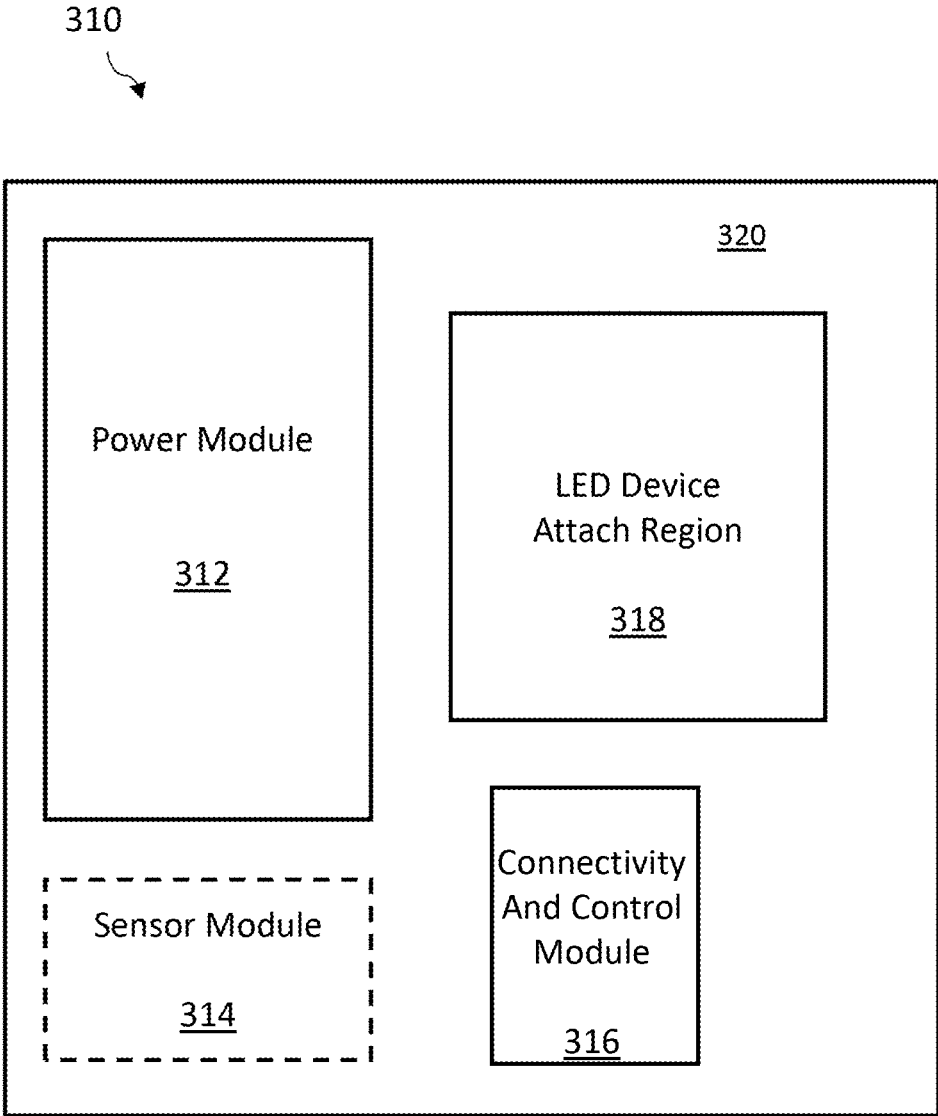 310
320
Power Module
312
LED Device
Attach Region
318
Sensor Module
314
Connectivity
And Control
Module
316